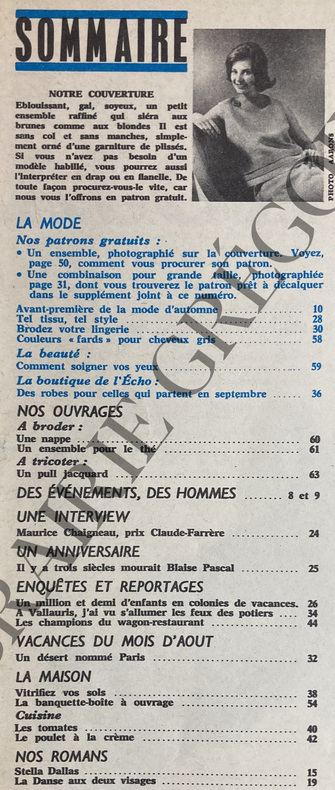 SOMMAIRE
NOTRE COUVERTURE
Eblouissant, gai, soyeux, un petit
ensemble raffiné qui siéra aux
brunes comme aux blondes Il est
sans col et sans manches, simple-
ment orné d'une garniture de plissés.
Si vous n'avez pas besoin d'un
modèle habillé, vous pourrez aussi
l'interpréter en drap ou en flanelle. De
toute façon procurez-vous-le vite, car
nous vous l'offrons en patron gratuit.
PHOTO AARONS
LA MODE
Nos patrons gratuits :
• Un ensemble, photographié sur la couverture. Voyez,
page 50, comment vous procurer son patron.
• Une combinaison pour grande taille, photographiée
page 31, dont vous trouverez le patron prêt à décalquer
dans le supplément joint à ce numéro.
Avant-première de la mode d'automne 10
Tel tissu, tel style 28
Brodez votre lingerie 30
Couleurs « fards » pour cheveux gris 58
La beauté :
Comment soigner vos yeux 59
La boutique de l'Écho :
Des robes pour celles qui partent en septembre 36
NOS OUVRAGES
A broder :
Une nappe 60
Un ensemble pour le thé 61
A tricoter :
Un pull jacquard 63
DES ÉVÉNEMENTS, DES HOMMES 8 et 9
UNE INTERVIEW
Maurice Chaigneau, prix Claude-Farrère 24
UN ANNIVERSAIRE
Il y a trois siècles mourait Blaise Pascal 25
ENQUÊTES ET REPORTAGES
Un million et demi d'enfants en colonies de vacances. 26
A Vallauris, j'ai vu s'allumer les feux des potiers 34
Les champions du wagon-restaurant 44
VACANCES DU MOIS D'AOUT
Un désert nommé Paris 32
LA MAISON
Vitrifiez vos sols 38
La banquette-boîte à ouvrage 54
Cuisine
Les tomates 40
Le poulet à la crème 42
NOS ROMANS
Stella Dallas 15
La Danse aux deux visages 19
LIBRAIRIE GRÉGO